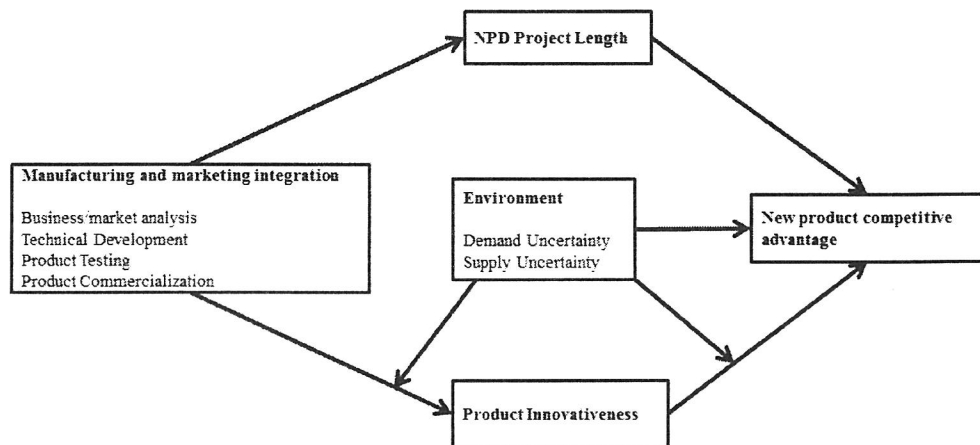 NPD Project Length
Manufacturing and marketing integration
Business/market analysis
Technical Development
Product Testing
Product Commercialization
Environment
Demand Uncertainty
Supply Uncertainty
New product competitive
advantage
Product Innovativeness